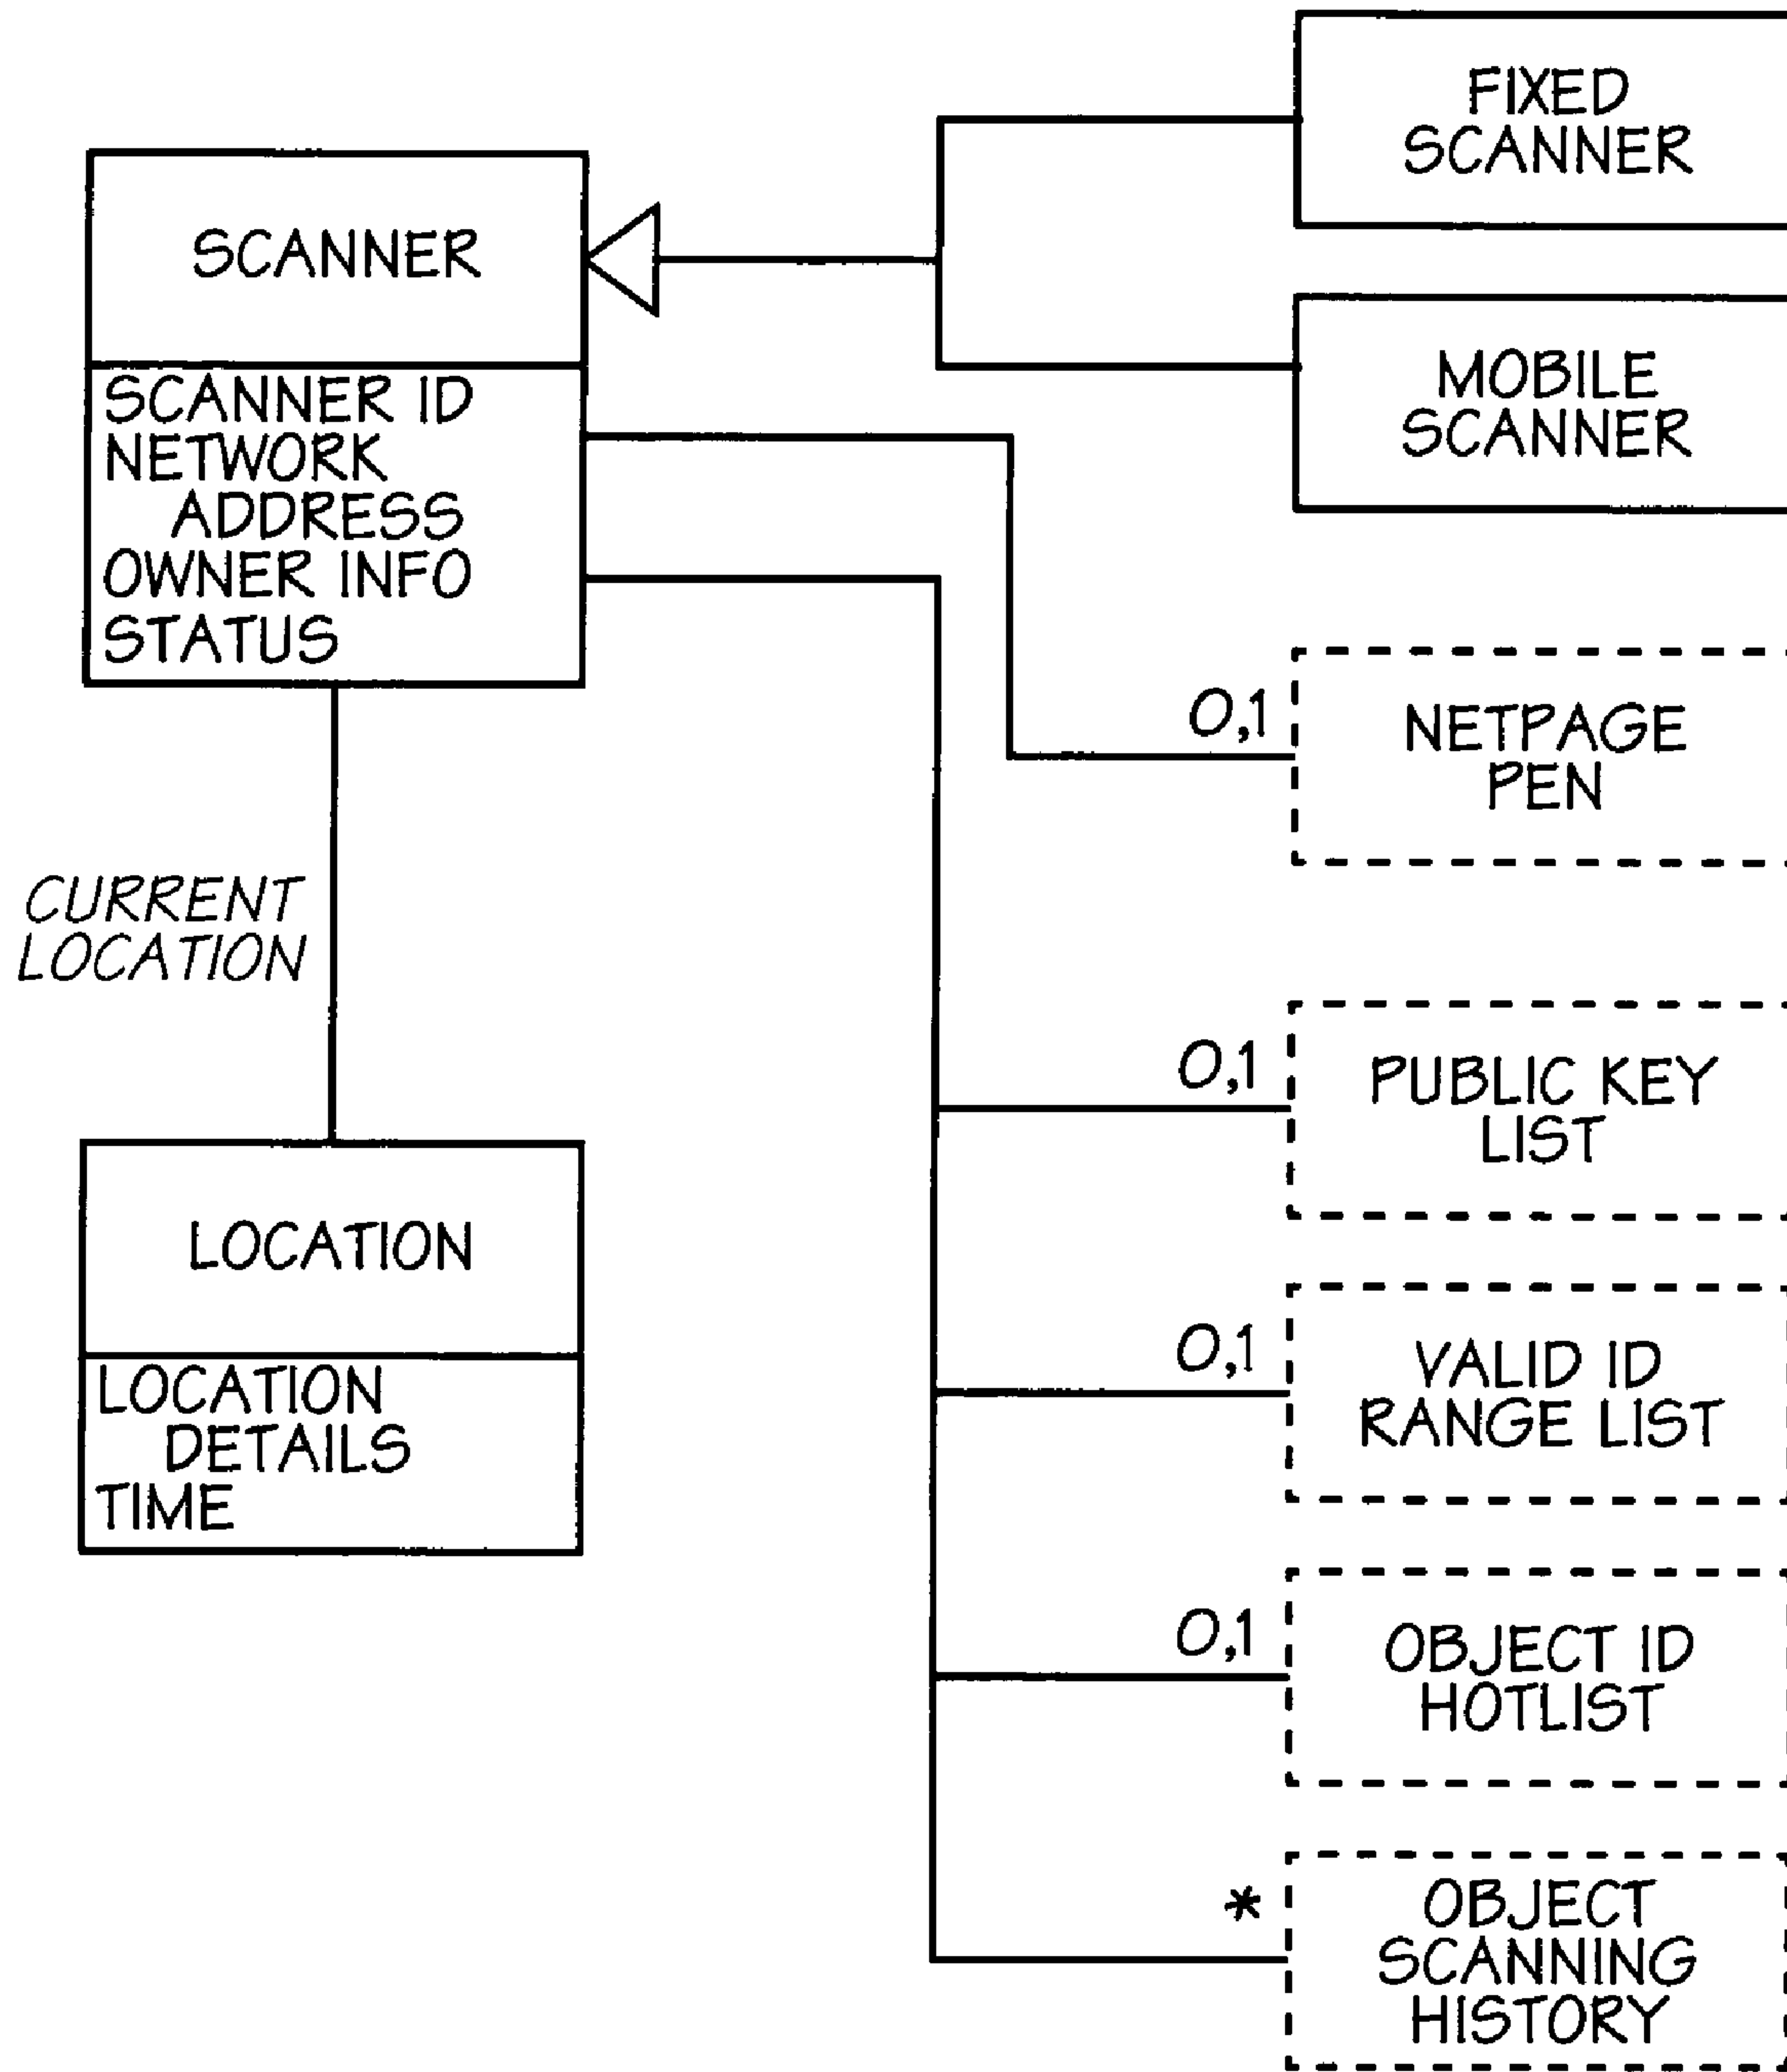 FIXED
SCANNER
SCANNER
MOBILE
SCANNER
SCANNER ID
NETWORK
ADDRESS
OWNER INFO
STATUS
0,1
NETPAGE
PEN
CURRENT
LOCATION
0,1
PUBLIC KEY
LIST
LOCATION
LOCATION
DETAILS
TIME
0,1
VALID ID
RANGE LIST
0,1
OBJECT ID
HOTLIST
*
OBJECT
SCANNING
HISTORY